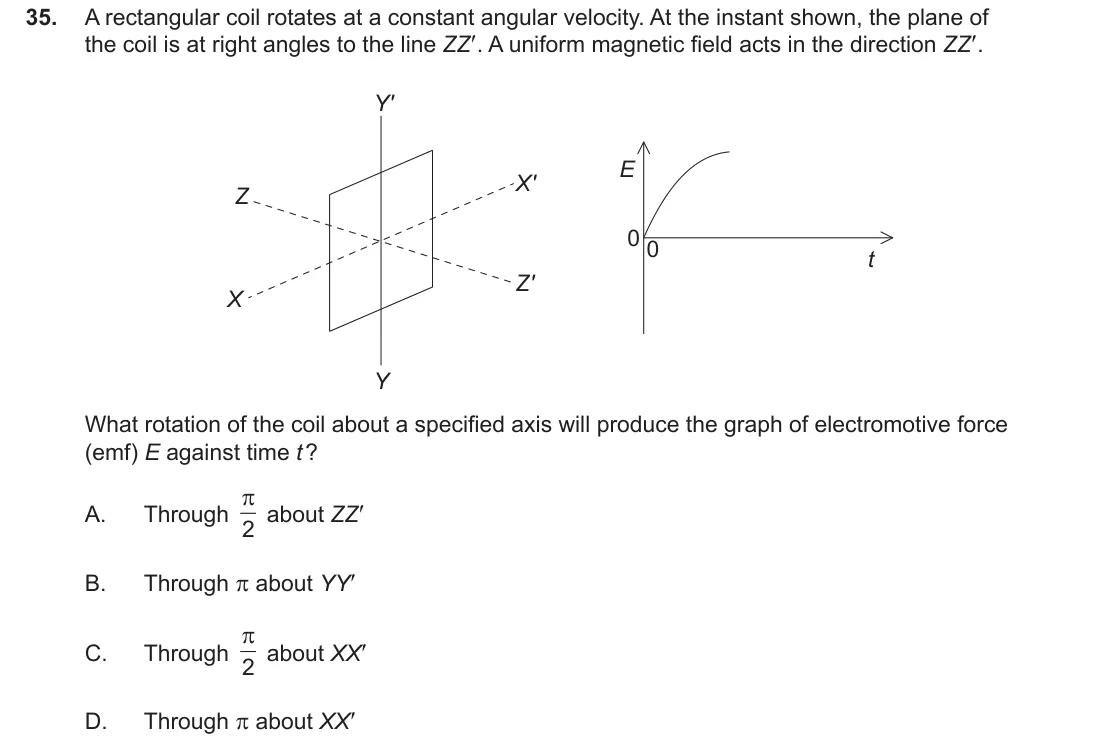 35. A rectangular coil rotates at a constant angular velocity. At the instant shown, the plane of
the coil is at right angles to the line ZZ′. A uniform magnetic field acts in the direction ZZ′.
Y′
Z
X′
X
Z′
Y
E
0
0
t
What rotation of the coil about a specified axis will produce the graph of electromotive force
(emf) E against time t?
A. Through π/2 about ZZ′
B. Through π about YY′
C. Through π/2 about XX′
D. Through π about XX′